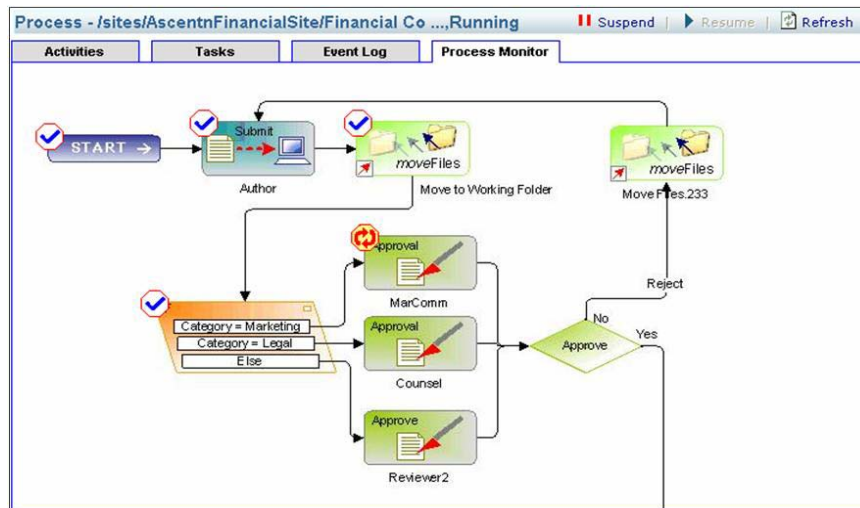 Process - /sites/AscentnFinancialSite/Financial Co ...,Running
Suspend | Resume | Refresh
Activities
Tasks
Event Log
Process Monitor
START
Submit
Author
moveFiles
Move to Working Folder
moveFiles
Move Files.233
Approval
MarComm
Reject
Category = Marketing
Category = Legal
Else
Approval
Counsel
No
Yes
Approve
Approve
Reviewer2